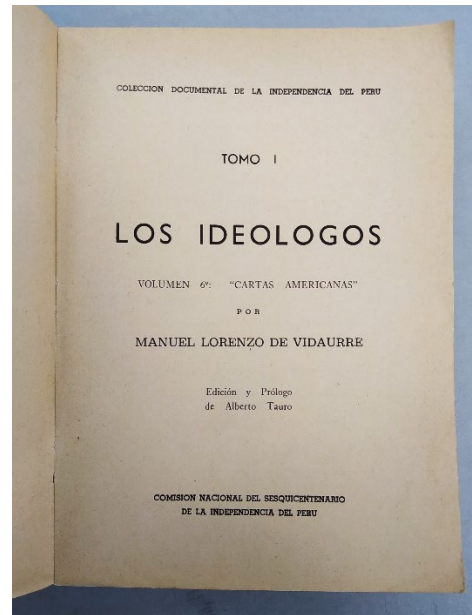 COLECCION DOCUMENTAL DE LA INDEPENDENCIA DEL PERU
TOMO I
LOS IDEOLOGOS
VOLUMEN 6º: "CARTAS AMERICANAS"
POR
MANUEL LORENZO DE VIDAURRE
Edición y Prólogo
de Alberto Tauro
COMISION NACIONAL DEL SESQUICENTENARIO
DE LA INDEPENDENCIA DEL PERU